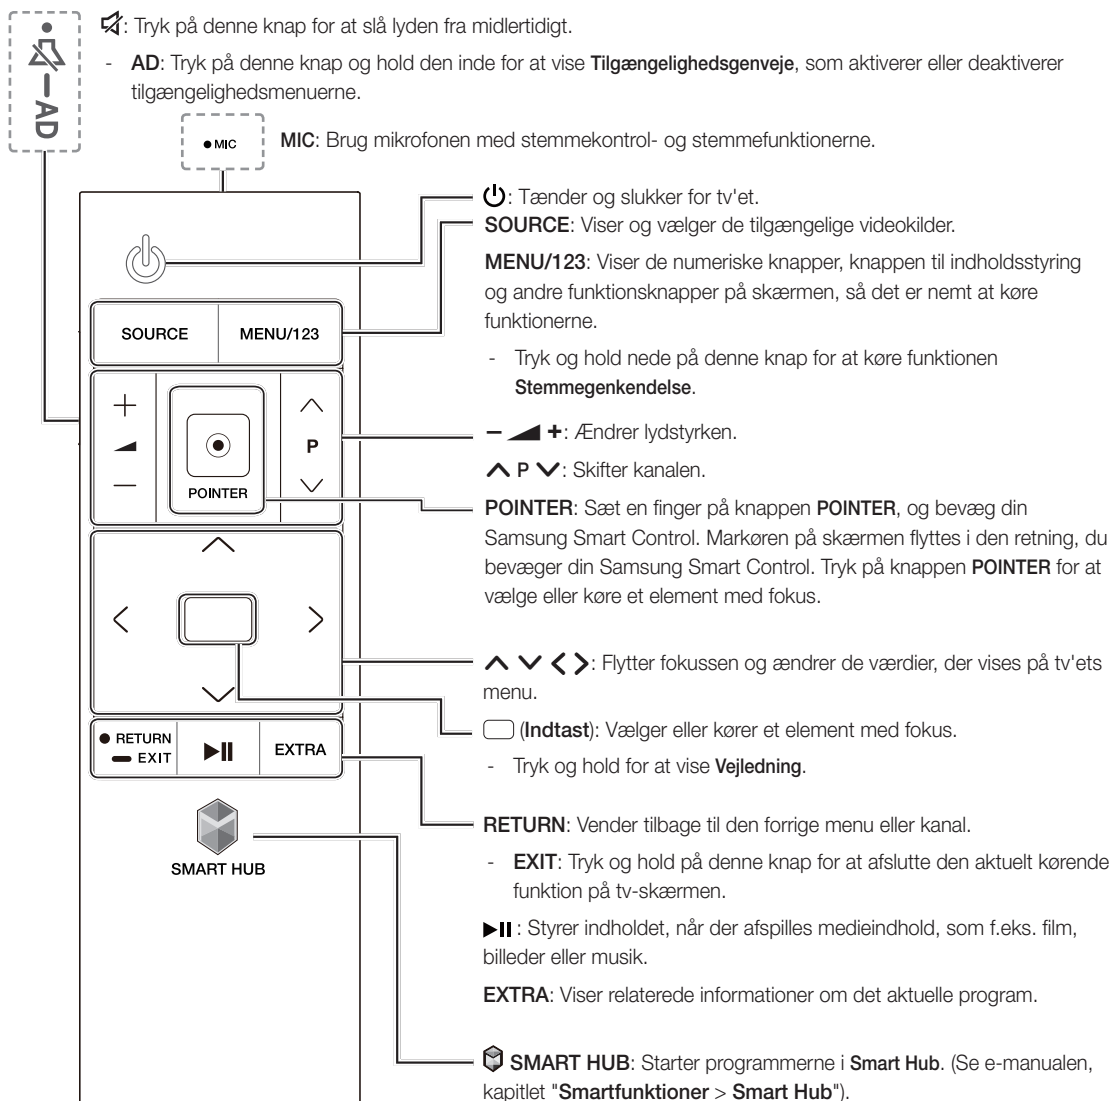 : Tryk på denne knap for at slå lyden fra midlertidigt.
- AD: Tryk på denne knap og hold den inde for at vise Tilgængelighedsgenveje, som aktiverer eller deaktiverer
tilgængelighedsmenuerne.
AD
MIC
MIC: Brug mikrofonen med stemmekontrol- og stemmefunktionerne.
: Tænder og slukker for tv'et.
SOURCE: Viser og vælger de tilgængelige videokilder.
MENU/123: Viser de numeriske knapper, knappen til indholdsstyring
og andre funktionsknapper på skærmen, så det er nemt at køre
funktionerne.
- Tryk og hold nede på denne knap for at køre funktionen
Stemmegenkendelse.
− +: Ændrer lydstyrken.
P : Skifter kanalen.
POINTER: Sæt en finger på knappen POINTER, og bevæg din
Samsung Smart Control. Markøren på skærmen flyttes i den retning, du
bevæger din Samsung Smart Control. Tryk på knappen POINTER for at
vælge eller køre et element med fokus.
: Flytter fokussen og ændrer de værdier, der vises på tv'ets
menu.
(Indtast): Vælger eller kører et element med fokus.
- Tryk og hold for at vise Vejledning.
RETURN: Vender tilbage til den forrige menu eller kanal.
- EXIT: Tryk og hold på denne knap for at afslutte den aktuelt kørende
funktion på tv-skærmen.
: Styrer indholdet, når der afspilles medieindhold, som f.eks. film,
billeder eller musik.
EXTRA: Viser relaterede informationer om det aktuelle program.
SMART HUB: Starter programmerne i Smart Hub. (Se e-manualen,
kapitlet "Smartfunktioner > Smart Hub").
SOURCE
MENU/123
P
POINTER
RETURN
EXIT
EXTRA
SMART HUB